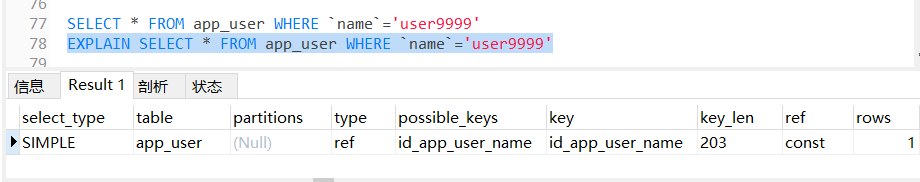 76
77 SELECT * FROM app_user WHERE `name`='user9999'
78 EXPLAIN SELECT * FROM app_user WHERE `name`='user9999'
79
信息 Result 1 剖析 状态
select_type table partitions type possible_keys key key_len ref rows
SIMPLE app_user (Null) ref id_app_user_name id_app_user_name 203 const 1